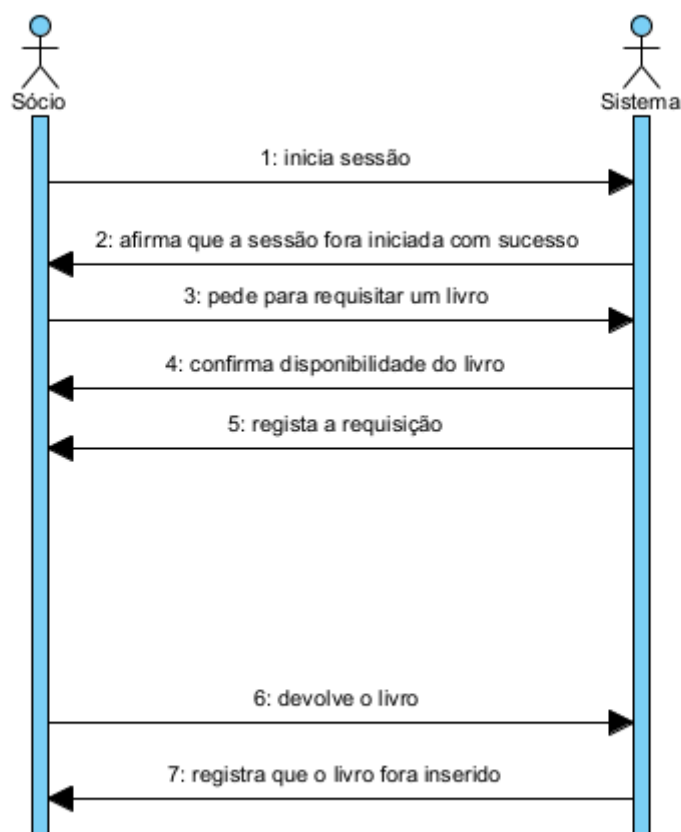 Sócio
Sistema
1: inicia sessão
2: afirma que a sessão fora iniciada com sucesso
3: pede para requisitar um livro
4: confirma disponibilidade do livro
5: regista a requisição
6: devolve o livro
7: registra que o livro fora inserido